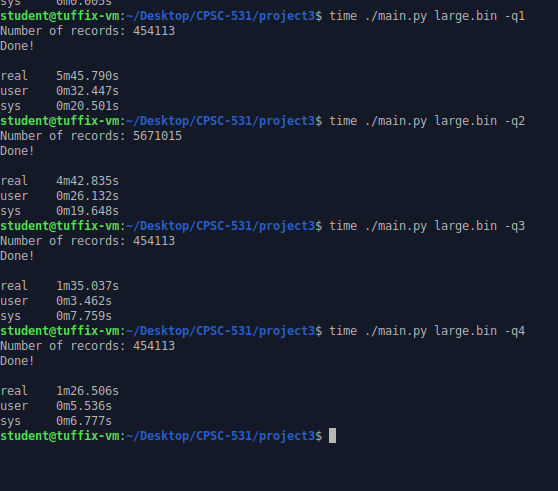 sys     0m0.005s
student@tuffix-vm:~/Desktop/CPSC-531/project3$ time ./main.py large.bin -q1
Number of records: 454113
Done!
real    5m45.790s
user    0m32.447s
sys     0m20.501s
student@tuffix-vm:~/Desktop/CPSC-531/project3$ time ./main.py large.bin -q2
Number of records: 5671015
Done!
real    4m42.835s
user    0m26.132s
sys     0m19.648s
student@tuffix-vm:~/Desktop/CPSC-531/project3$ time ./main.py large.bin -q3
Number of records: 454113
Done!
real    1m35.037s
user    0m3.462s
sys     0m7.759s
student@tuffix-vm:~/Desktop/CPSC-531/project3$ time ./main.py large.bin -q4
Number of records: 454113
Done!
real    1m26.506s
user    0m5.536s
sys     0m6.777s
student@tuffix-vm:~/Desktop/CPSC-531/project3$